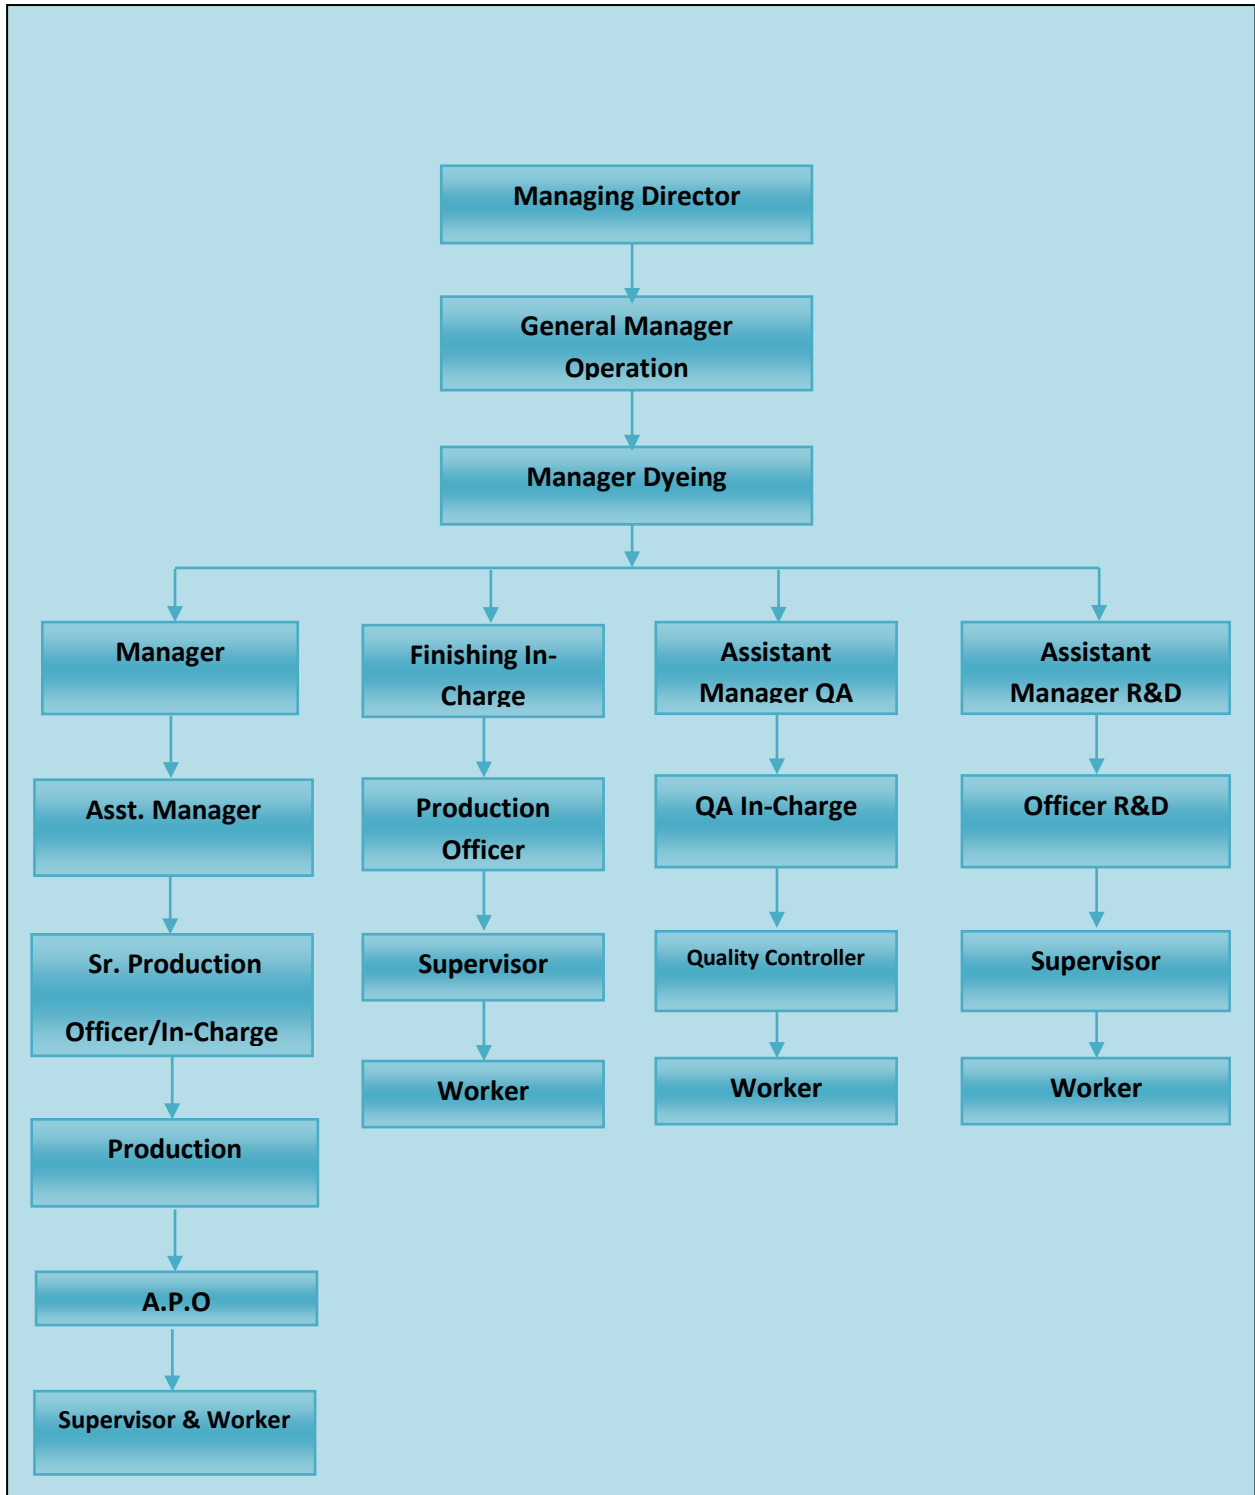 Managing Director
General Manager
Operation
Manager Dyeing
Manager
Asst. Manager
Sr. Production
Officer/In-Charge
Production
A.P.O
Supervisor & Worker
Finishing In-
Charge
Production
Officer
Supervisor
Worker
Assistant
Manager QA
QA In-Charge
Quality Controller
Worker
Assistant
Manager R&D
Officer R&D
Supervisor
Worker